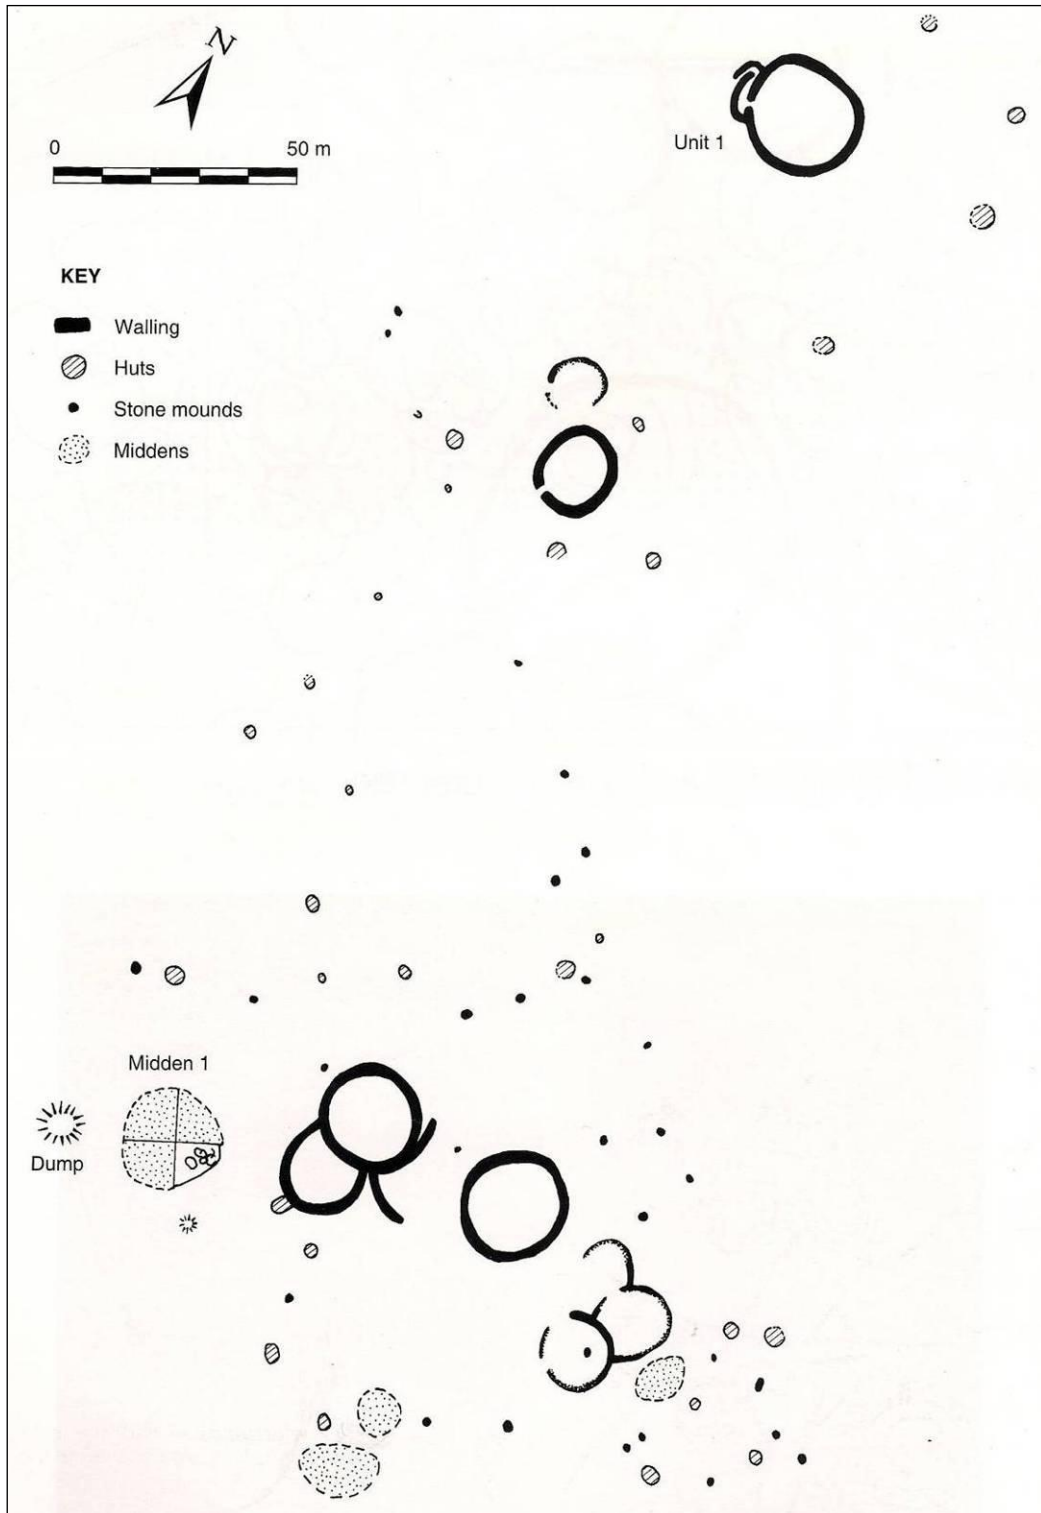 N
0 50 m
Unit 1
KEY
Walling
Huts
Stone mounds
Middens
Midden 1
Dump